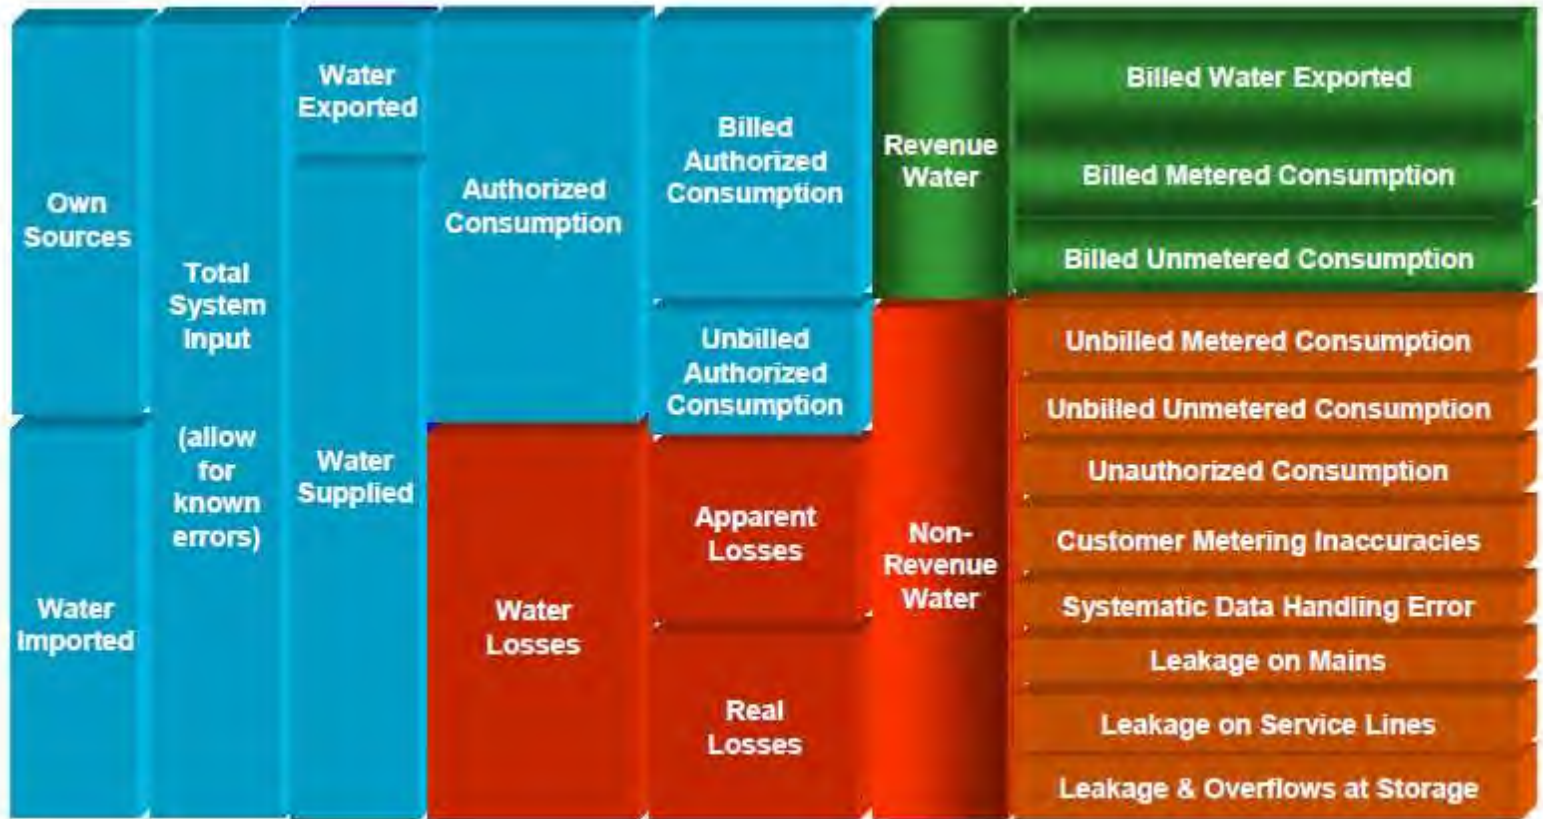 Own
Sources
Water
Imported
Total
System
Input
(allow
for
known
errors)
Water
Exported
Water
Supplied
Authorized
Consumption
Water
Losses
Billed
Authorized
Consumption
Unbilled
Authorized
Consumption
Apparent
Losses
Real
Losses
Revenue
Water
Non-
Revenue
Water
Billed Water Exported
Billed Metered Consumption
Billed Unmetered Consumption
Unbilled Metered Consumption
Unbilled Unmetered Consumption
Unauthorized Consumption
Customer Metering Inaccuracies
Systematic Data Handling Error
Leakage on Mains
Leakage on Service Lines
Leakage & Overflows at Storage